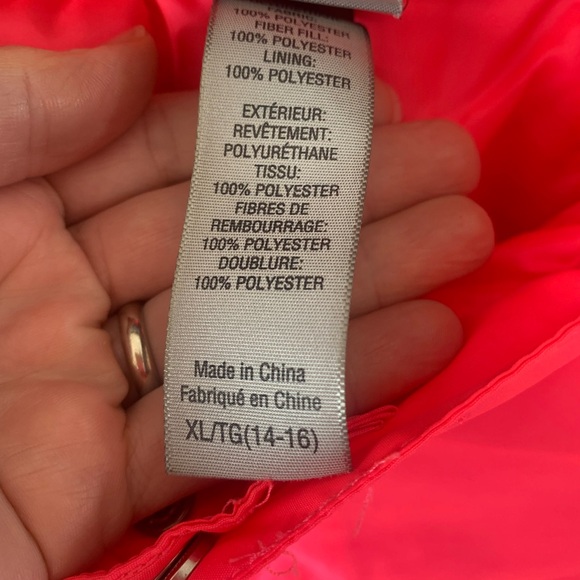 FABRIC:
100% POLYESTER
FIBER FILL:
100% POLYESTER
LINING:
100% POLYESTER
EXTÉRIEUR:
REVÊTEMENT:
POLYURÉTHANE
TISSU:
100% POLYESTER
FIBRES DE
REMBOURRAGE:
100% POLYESTER
DOUBLURE:
100% POLYESTER
Made in China
Fabriqué en Chine
XL/TG(14-16)